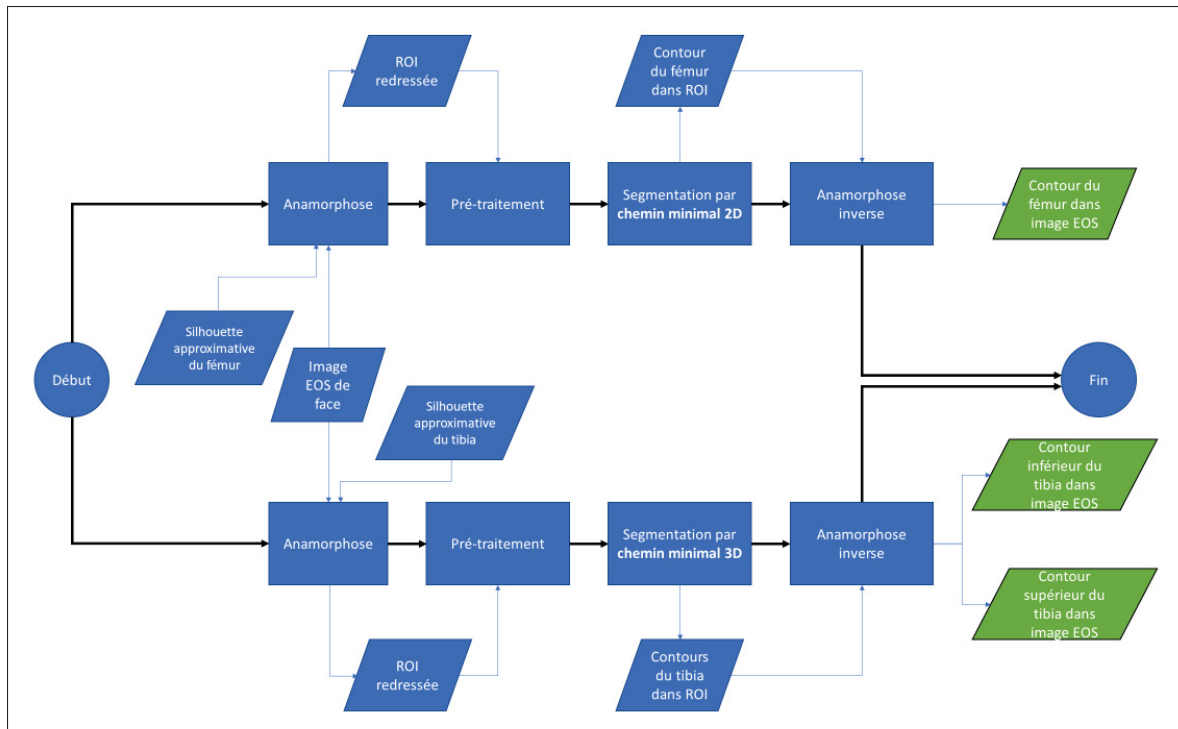 ROI
redressée
Contour
du fémur
dans ROI
Anamorphose
Pré-traitement
Segmentation par
chemin minimal 2D
Anamorphose
inverse
Contour du
fémur dans
image EOS
Silhouette
approximative
du fémur
Image
EOS de
face
Début
Fin
Silhouette
approximative
du tibia
Contour
inférieur du
tibia dans
image EOS
Anamorphose
Pré-traitement
Segmentation par
chemin minimal 3D
Anamorphose
inverse
Contour
supérieur du
tibia dans
image EOS
ROI
redressée
Contours
du tibia
dans ROI